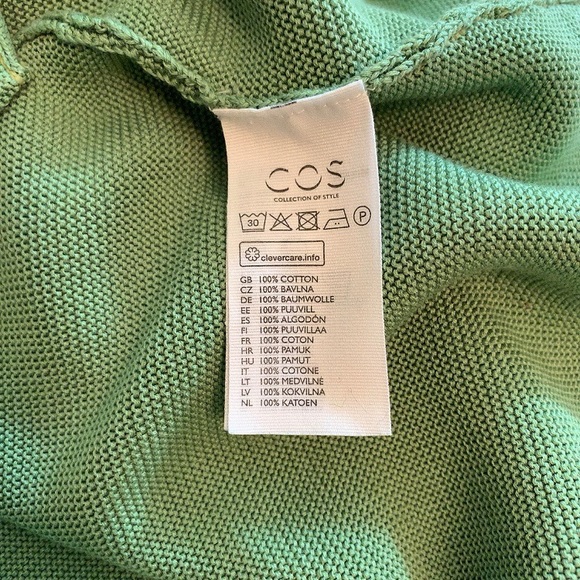 COS
COLLECTION OF STYLE
30 P
clevercare.info
GB 100% COTTON
CZ 100% BAVLNA
DE 100% BAUMWOLLE
EE 100% PUUVILL
ES 100% ALGODÓN
FI 100% PUUVILLAA
FR 100% COTON
HR 100% PAMUK
HU 100% PAMUT
IT 100% COTONE
LT 100% MEDVILNĖ
LV 100% KOKVILNA
NL 100% KATOEN